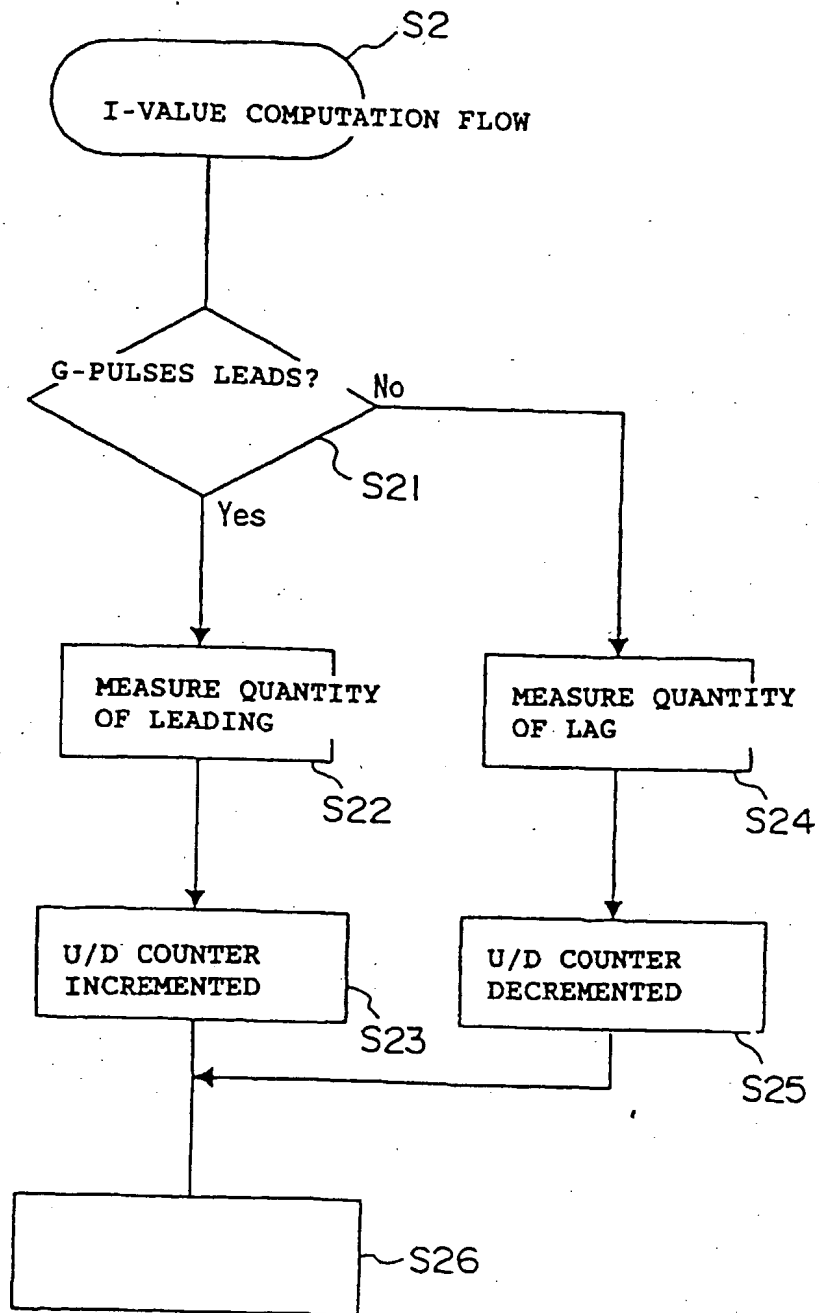 S2
I-VALUE COMPUTATION FLOW
G-PULSES LEADS?
No
S21
Yes
MEASURE QUANTITY
OF LEADING
S22
MEASURE QUANTITY
OF LAG
S24
U/D COUNTER
INCREMENTED
S23
U/D COUNTER
DECREMENTED
S25
S26